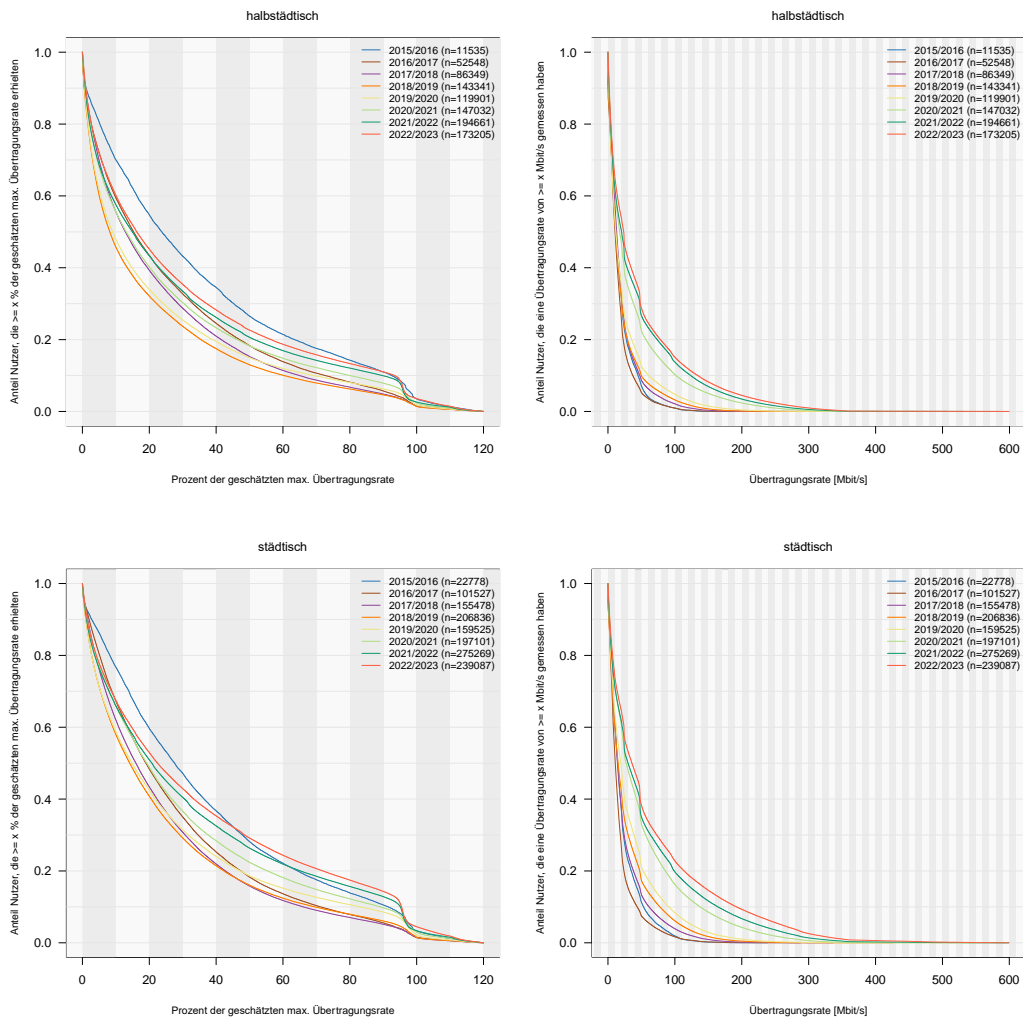 halbstädtisch
Anteil Nutzer, die >= x % der geschätzten max. Übertragungsrate erhielten
1.0
0.8
0.6
0.4
0.2
0.0
2015/2016 (n=11535)
2016/2017 (n=52548)
2017/2018 (n=86349)
2018/2019 (n=143341)
2019/2020 (n=119901)
2020/2021 (n=147032)
2021/2022 (n=194661)
2022/2023 (n=173205)
0 20 40 60 80 100 120
Prozent der geschätzten max. Übertragungsrate
halbstädtisch
Anteil Nutzer, die eine Übertragungsrate von >= x Mbit/s gemessen haben
1.0
0.8
0.6
0.4
0.2
0.0
2015/2016 (n=11535)
2016/2017 (n=52548)
2017/2018 (n=86349)
2018/2019 (n=143341)
2019/2020 (n=119901)
2020/2021 (n=147032)
2021/2022 (n=194661)
2022/2023 (n=173205)
0 100 200 300 400 500 600
Übertragungsrate [Mbit/s]
städtisch
Anteil Nutzer, die >= x % der geschätzten max. Übertragungsrate erhielten
1.0
0.8
0.6
0.4
0.2
0.0
2015/2016 (n=22778)
2016/2017 (n=101527)
2017/2018 (n=155478)
2018/2019 (n=206836)
2019/2020 (n=159525)
2020/2021 (n=197101)
2021/2022 (n=275269)
2022/2023 (n=239087)
0 20 40 60 80 100 120
Prozent der geschätzten max. Übertragungsrate
städtisch
Anteil Nutzer, die eine Übertragungsrate von >= x Mbit/s gemessen haben
1.0
0.8
0.6
0.4
0.2
0.0
2015/2016 (n=22778)
2016/2017 (n=101527)
2017/2018 (n=155478)
2018/2019 (n=206836)
2019/2020 (n=159525)
2020/2021 (n=197101)
2021/2022 (n=275269)
2022/2023 (n=239087)
0 100 200 300 400 500 600
Übertragungsrate [Mbit/s]